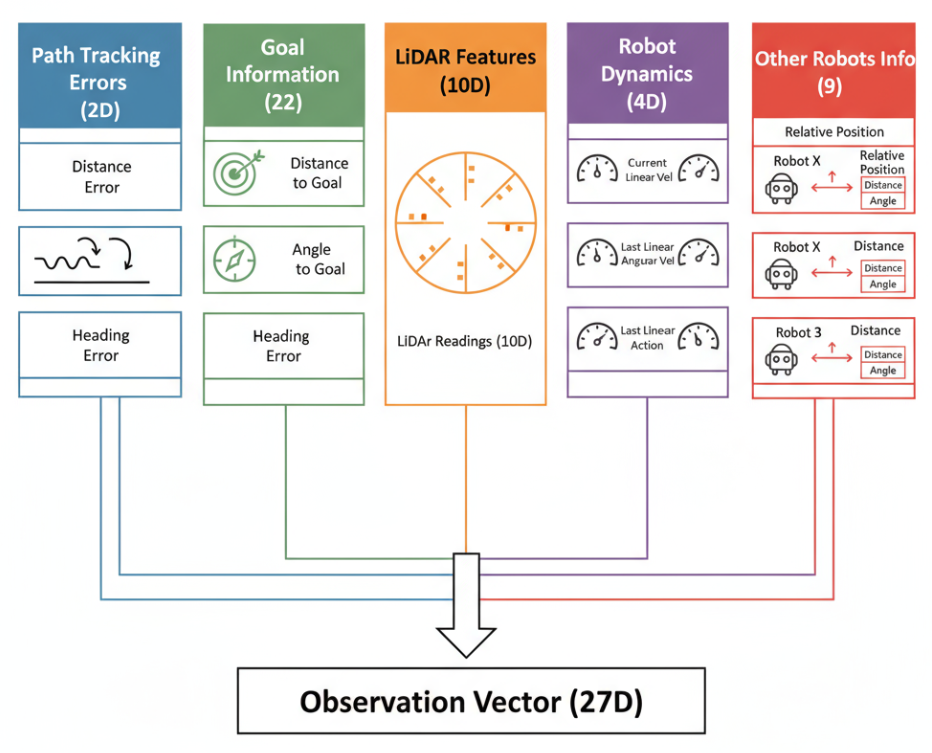 Path Tracking
Errors
(2D)
Distance
Error
Heading
Error
Goal
Information
(22)
Distance
to Goal
Angle
to Goal
Heading
Error
LiDAR Features
(10D)
LiDAr Readings (10D)
Robot
Dynamics
(4D)
Current
Linear Vel
Last Linear
Angurar Vel
Last Linear
Action
Other Robots Info
(9)
Relative Position
Robot X
Relative
Position
Distance
Angle
Robot X
Distance
Distance
Angle
Robot 3
Distance
Distance
Angle
Observation Vector (27D)